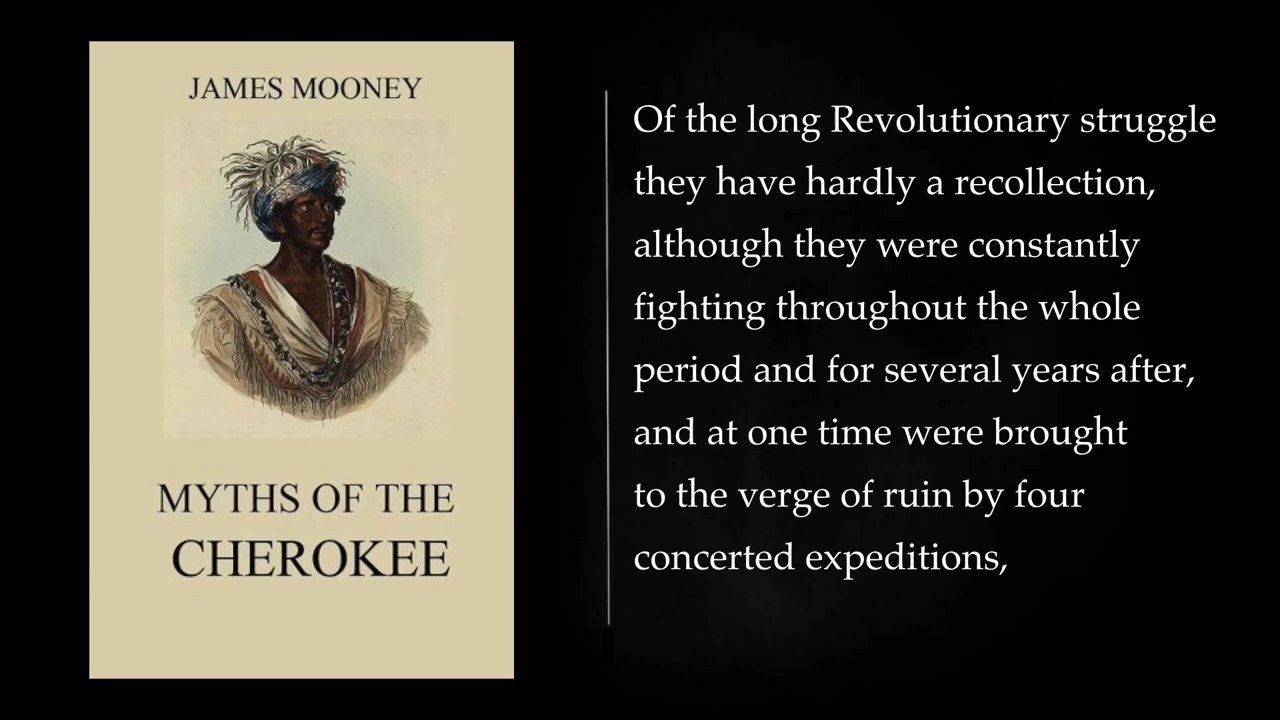 JAMES MOONEY
MYTHS OF THE
CHEROKEE
Of the long Revolutionary struggle
they have hardly a recollection,
although they were constantly
fighting throughout the whole
period and for several years after,
and at one time were brought
to the verge of ruin by four
concerted expeditions,